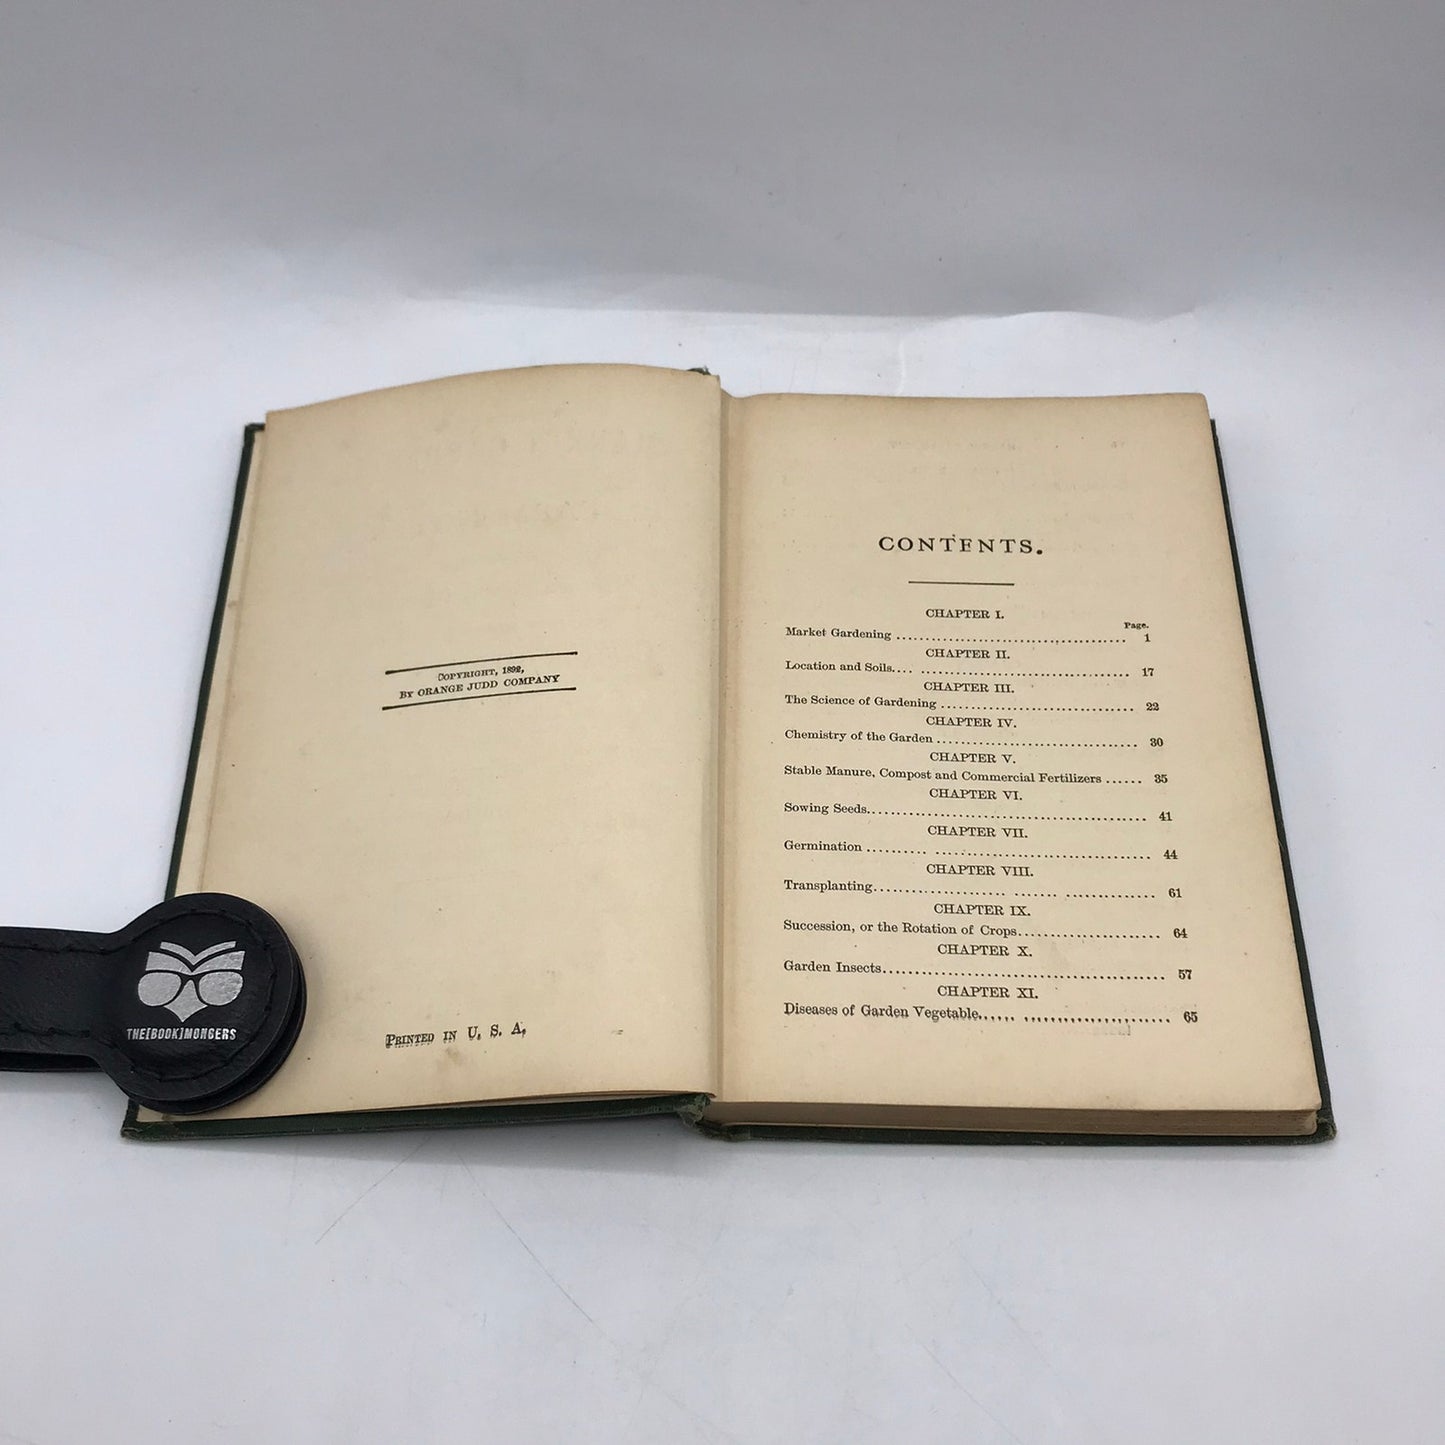 COPYRIGHT, 1892,
BY ORANGE JUDD COMPANY
PRINTED IN U. S. A.
CONTENTS.
CHAPTER I.
Page.
Market Gardening ........................................ 1
CHAPTER II.
Location and Soils.... ..................................... 17
CHAPTER III.
The Science of Gardening ................................. 22
CHAPTER IV.
Chemistry of the Garden .................................. 30
CHAPTER V.
Stable Manure, Compost and Commercial Fertilizers ...... 35
CHAPTER VI.
Sowing Seeds............................................... 41
CHAPTER VII.
Germination ......... ..................................... 44
CHAPTER VIII.
Transplanting...................... ....... ............... 61
CHAPTER IX.
Succession, or the Rotation of Crops....................... 64
CHAPTER X.
Garden Insects............................................. 57
CHAPTER XI.
Diseases of Garden Vegetable...... ........................ 65
THE[BOOK]MONGERS